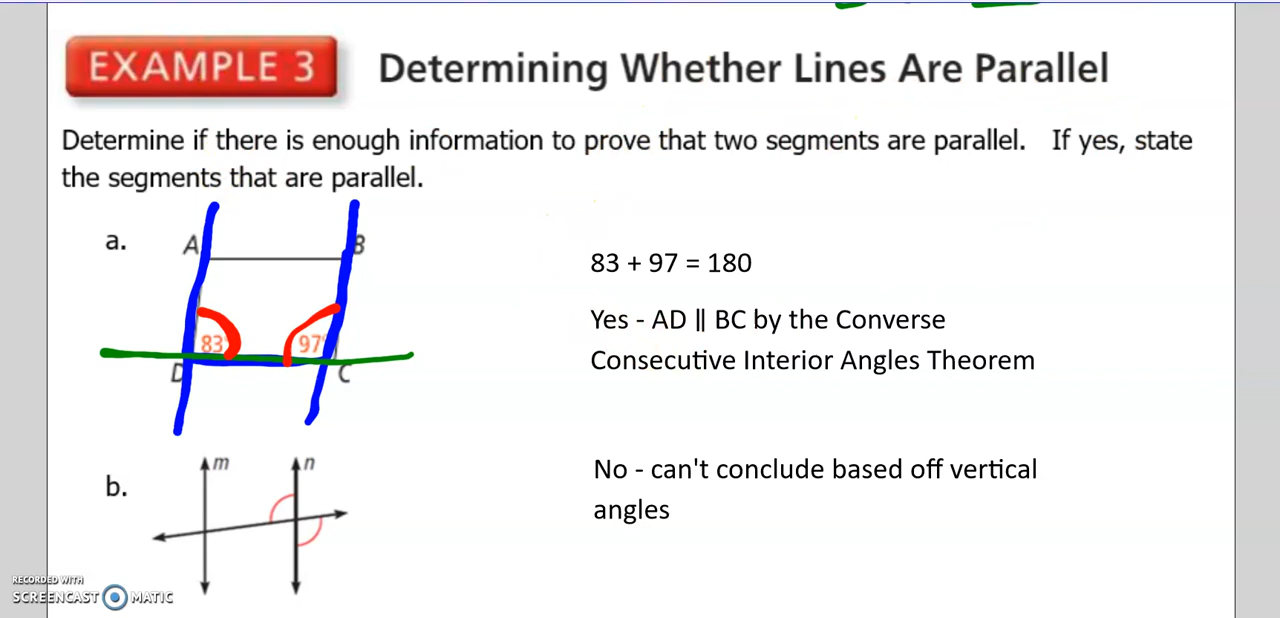 EXAMPLE 3 Determining Whether Lines Are Parallel
Determine if there is enough information to prove that two segments are parallel. If yes, state
the segments that are parallel.
a.
A
B
83°
97°
D
C
83 + 97 = 180
Yes - AD || BC by the Converse
Consecutive Interior Angles Theorem
b.
m
n
No - can't conclude based off vertical
angles
RECORDED WITH
SCREENCAST MATIC